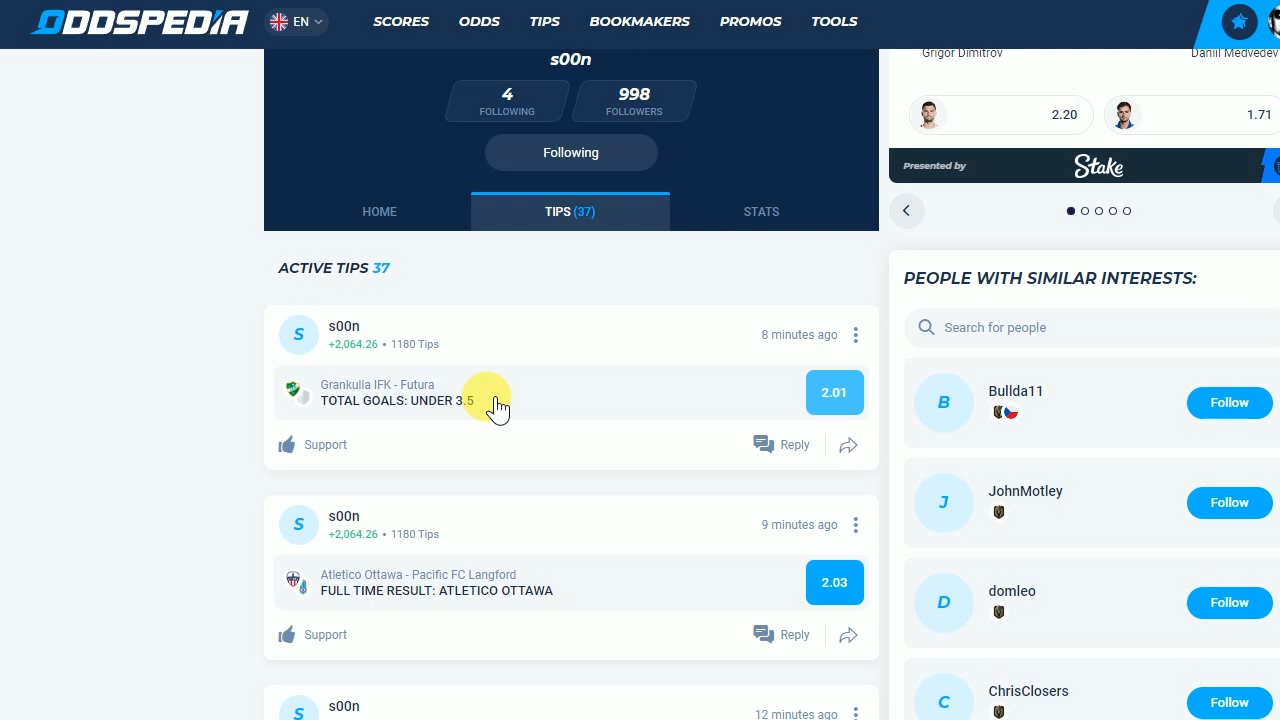 ODDSPEDIA EN SCORES ODDS TIPS BOOKMAKERS PROMOS TOOLS
s00n
4
FOLLOWING
998
FOLLOWERS
Following
HOME TIPS (37) STATS
ACTIVE TIPS 37
s00n
+2,064.26 • 1180 Tips
8 minutes ago
Grankulla IFK - Futura
TOTAL GOALS: UNDER 3.5
2.01
Support Reply
s00n
+2,064.26 • 1180 Tips
9 minutes ago
Atletico Ottawa - Pacific FC Langford
FULL TIME RESULT: ATLETICO OTTAWA
2.03
Support Reply
s00n
12 minutes ago
Grigor Dimitrov Daniil Medvedev
2.20 1.71
Presented by Stake
PEOPLE WITH SIMILAR INTERESTS:
Search for people
B Bullda11 Follow
J JohnMotley Follow
D domleo Follow
C ChrisClosers Follow